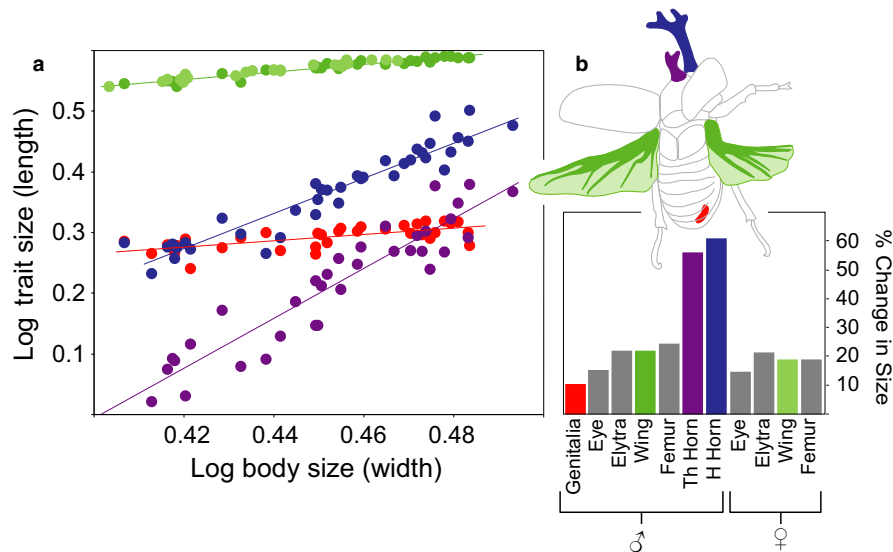 a
Log trait size (length)
0.5
0.4
0.3
0.2
0.1
0.42
0.44
0.46
0.48
Log body size (width)
b
60
50
40
30
20
10
% Change in Size
Genitalia
Eye
Elytra
Wing
Femur
Th Horn
H Horn
Eye
Elytra
Wing
Femur
♂
♀